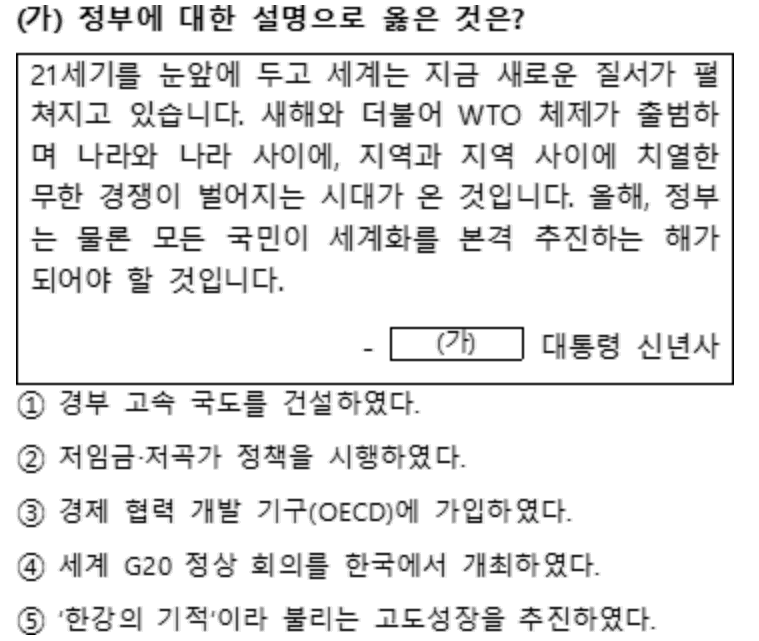 (가) 정부에 대한 설명으로 옳은 것은?
21세기를 눈앞에 두고 세계는 지금 새로운 질서가 펼
쳐지고 있습니다. 새해와 더불어 WTO 체제가 출범하
며 나라와 나라 사이에, 지역과 지역 사이에 치열한
무한 경쟁이 벌어지는 시대가 온 것입니다. 올해, 정부
는 물론 모든 국민이 세계화를 본격 추진하는 해가
되어야 할 것입니다.
- (가) 대통령 신년사
① 경부 고속 국도를 건설하였다.
② 저임금·저곡가 정책을 시행하였다.
③ 경제 협력 개발 기구(OECD)에 가입하였다.
④ 세계 G20 정상 회의를 한국에서 개최하였다.
⑤ '한강의 기적'이라 불리는 고도성장을 추진하였다.